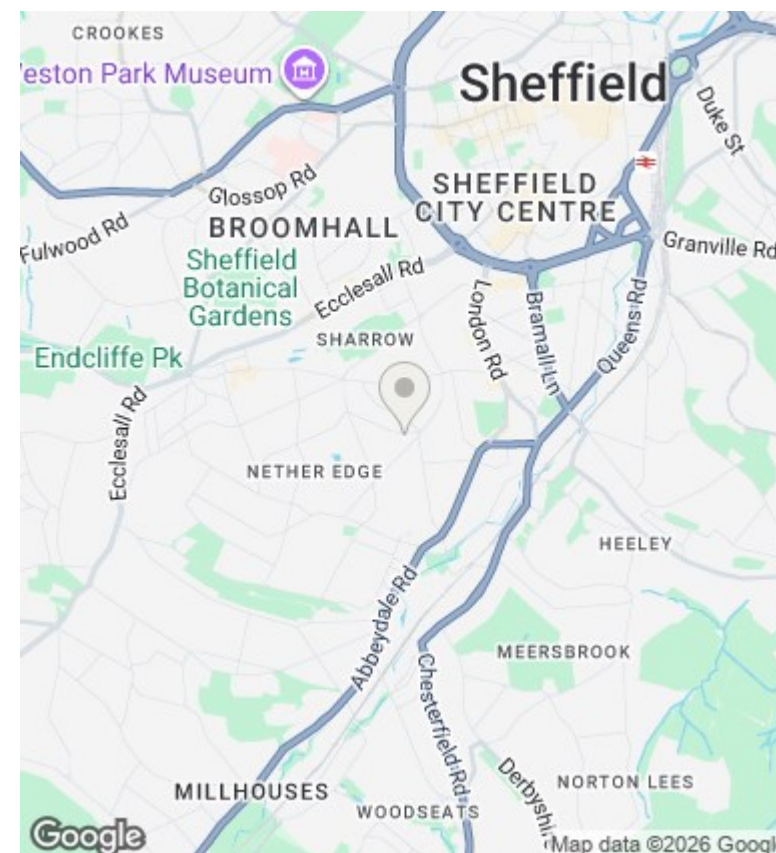 CROOKES
eston Park Museum
Sheffield
Duke St
Glossop Rd
SHEFFIELD
CITY CENTRE
Fulwood Rd
BROOMHALL
Granville Rd
Sheffield
Botanical
Gardens
Ecclesall Rd
London Rd
Bramall Ln
Queens Rd
SHARROW
Endcliffe Pk
Ecclesall Rd
NETHER EDGE
HEELEY
Abbeydale Rd
MEERSBROOK
Chesterfield Rd
Derbyshir
NORTON LEES
MILLHOUSES
WOODSEATS
Google
Map data ©2026 Googl